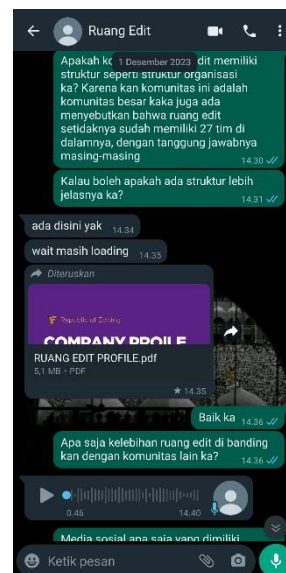 Ruang Edit
Apakah ko
1 Desember 2023
dit memiliki
struktur seperti struktur organisasi
ka? Karena kan komunitas ini adalah
komunitas besar kaka juga ada
menyebutkan bahwa ruang edit
setidaknya sudah memiliki 27 tim di
dalamnya, dengan tanggung jawabnya
masing-masing
14.30
Kalau boleh apakah ada struktur lebih
jelasnya ka?
14.31
ada disini yak 14.34
wait masih loading 14.35
Diteruskan
Republic of Editing
COMPANY PROILE
RUANG EDIT PROFILE.pdf
5,1 MB • PDF
14.35
Baik ka 14.36
Apa saja kelebihan ruang edit di banding
kan dengan komunitas lain ka? 14.36
0.46 14.40
Media sosial apa saja yang dimiliki
Ketik pesan